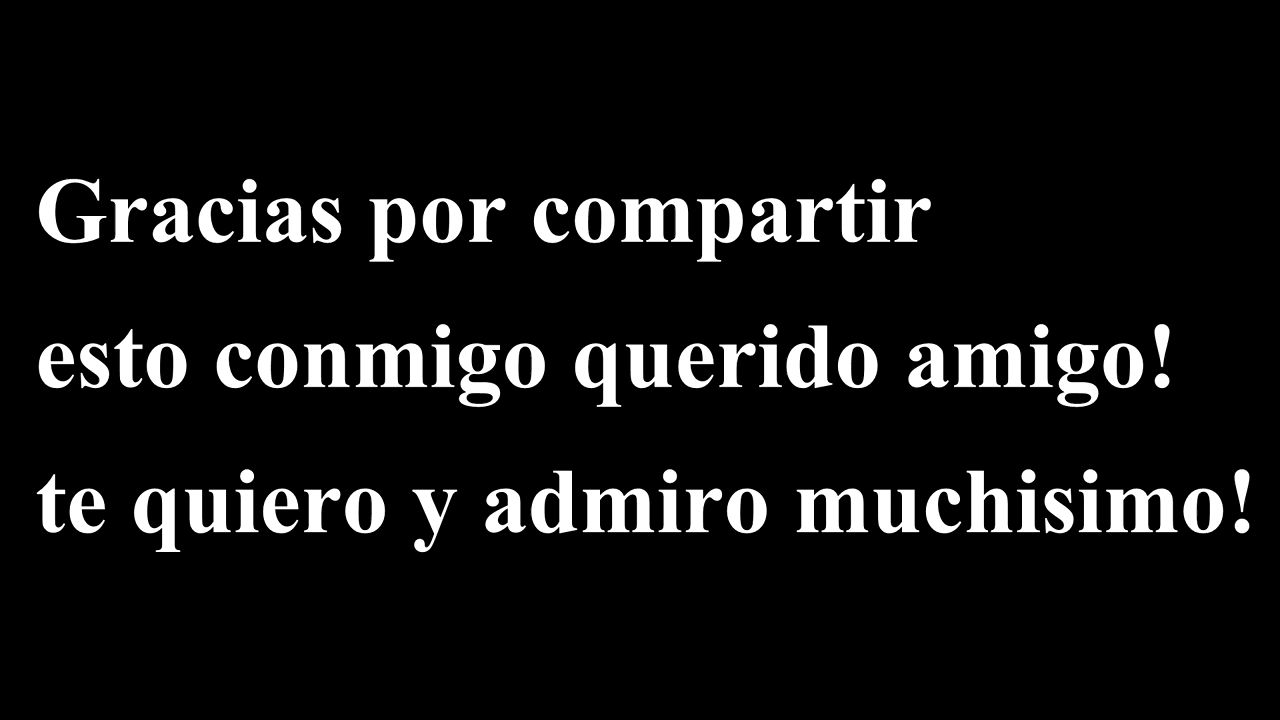 Gracias por compartir
esto conmigo querido amigo!
te quiero y admiro muchisimo!